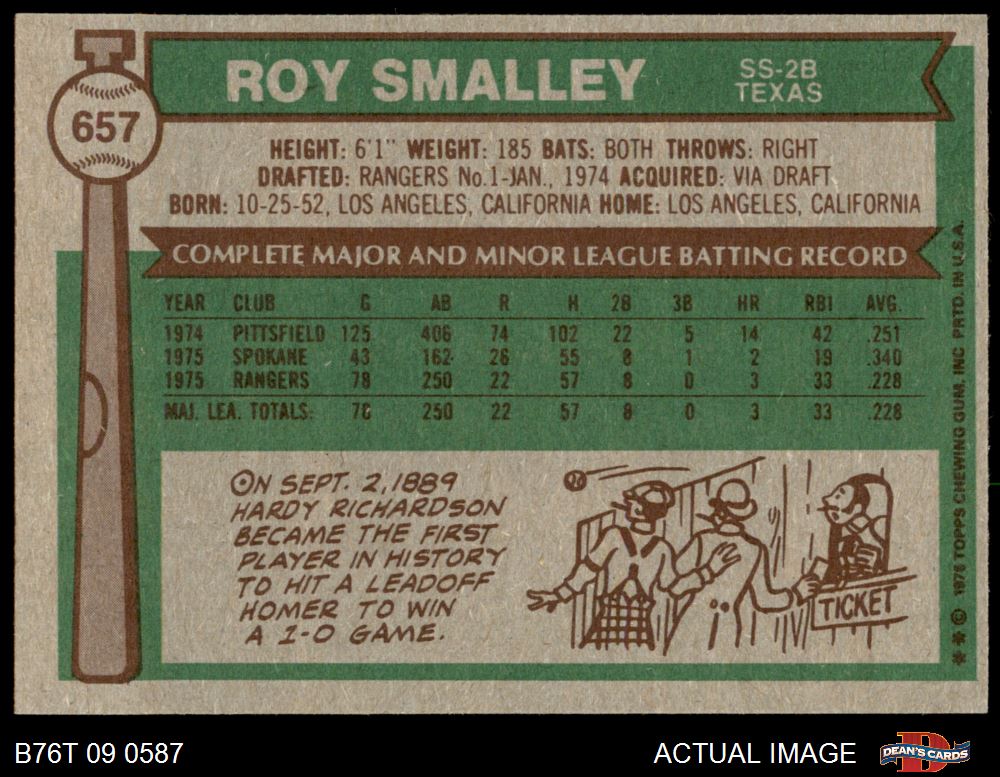 657
ROY SMALLEY
SS-2B
TEXAS
HEIGHT: 6'1" WEIGHT: 185 BATS: BOTH THROWS: RIGHT
DRAFTED: RANGERS No.1-JAN., 1974 ACQUIRED: VIA DRAFT
BORN: 10-25-52, LOS ANGELES, CALIFORNIA HOME: LOS ANGELES, CALIFORNIA
COMPLETE MAJOR AND MINOR LEAGUE BATTING RECORD
YEAR CLUB G AB R H 2B 3B HR RBI AVG.
1974 PITTSFIELD 125 406 74 102 22 5 14 42 .251
1975 SPOKANE 43 162 26 55 8 1 2 19 .340
1975 RANGERS 78 250 22 57 8 0 3 33 .228
MAJ. LEA. TOTALS: 78 250 22 57 8 0 3 33 .228
ON SEPT. 2, 1889
HARDY RICHARDSON
BECAME THE FIRST
PLAYER IN HISTORY
TO HIT A LEADOFF
HOMER TO WIN
A 1-0 GAME.
TICKET
* * © 1976 TOPPS CHEWING GUM, INC PRTD. IN U.S.A.
B76T 09 0587
ACTUAL IMAGE
D
DEAN'S CARDS